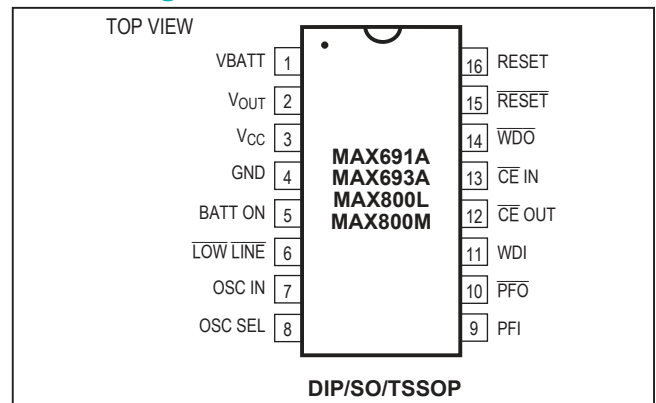 TOP VIEW
VBATT 1
VOUT 2
VCC 3
GND 4
BATT ON 5
LOW LINE 6
OSC IN 7
OSC SEL 8
MAX691A
MAX693A
MAX800L
MAX800M
16 RESET
15 RESET
14 WDO
13 CE IN
12 CE OUT
11 WDI
10 PFO
9 PFI
DIP/SO/TSSOP